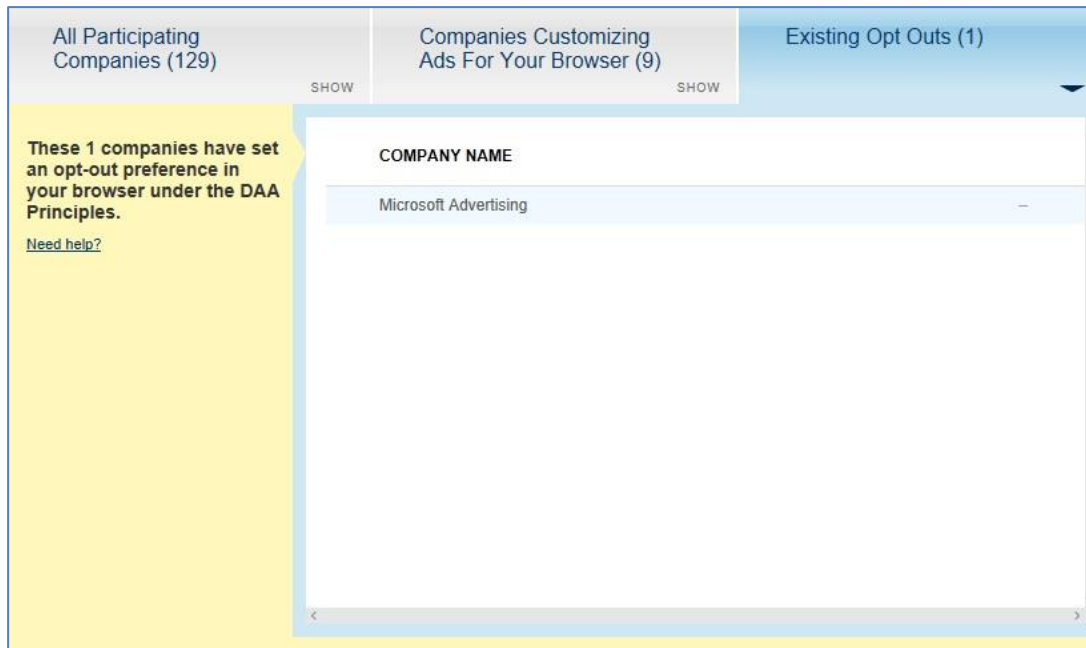 All Participating
Companies (129)
SHOW
Companies Customizing
Ads For Your Browser (9)
SHOW
Existing Opt Outs (1)
These 1 companies have set
an opt-out preference in
your browser under the DAA
Principles.
Need help?
COMPANY NAME
Microsoft Advertising –